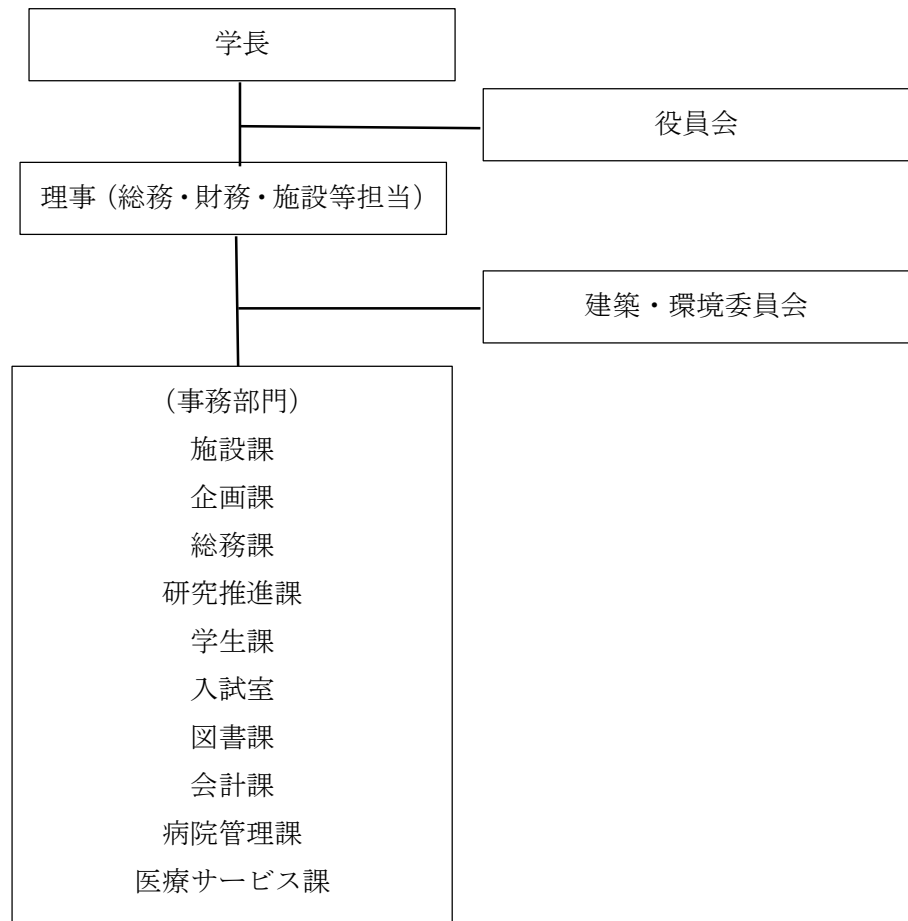 学長
役員会
理事（総務・財務・施設等担当）
建築・環境委員会
（事務部門）
施設課
企画課
総務課
研究推進課
学生課
入試室
図書課
会計課
病院管理課
医療サービス課